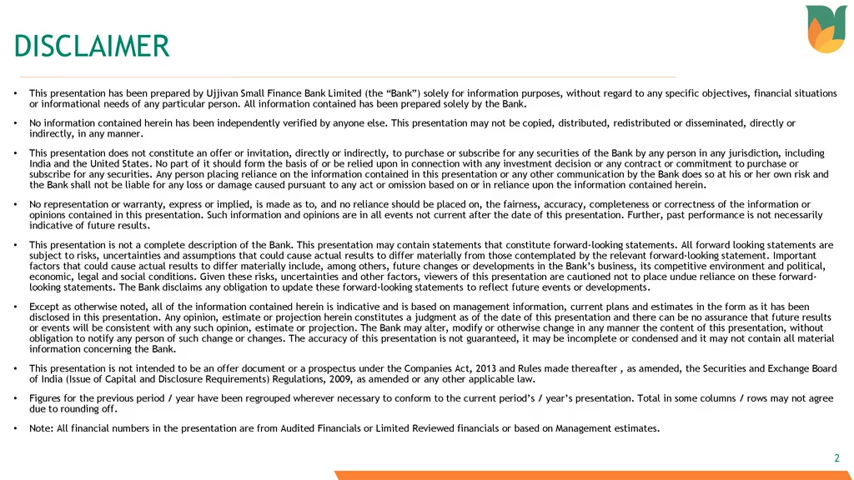 DISCLAIMER
• This presentation has been prepared by Ujjivan Small Finance Bank Limited (the “Bank”) solely for information purposes, without regard to any specific objectives, financial situations
or informational needs of any particular person. All information contained has been prepared solely by the Bank.
• No information contained herein has been independently verified by anyone else. This presentation may not be copied, distributed, redistributed or disseminated, directly or
indirectly, in any manner.
• This presentation does not constitute an offer or invitation, directly or indirectly, to purchase or subscribe for any securities of the Bank by any person in any jurisdiction, including
India and the United States. No part of it should form the basis of or be relied upon in connection with any investment decision or any contract or commitment to purchase or
subscribe for any securities. Any person placing reliance on the information contained in this presentation or any other communication by the Bank does so at his or her own risk and
the Bank shall not be liable for any loss or damage caused pursuant to any act or omission based on or in reliance upon the information contained herein.
• No representation or warranty, express or implied, is made as to, and no reliance should be placed on, the fairness, accuracy, completeness or correctness of the information or
opinions contained in this presentation. Such information and opinions are in all events not current after the date of this presentation. Further, past performance is not necessarily
indicative of future results.
• This presentation is not a complete description of the Bank. This presentation may contain statements that constitute forward-looking statements. All forward looking statements are
subject to risks, uncertainties and assumptions that could cause actual results to differ materially from those contemplated by the relevant forward-looking statement. Important
factors that could cause actual results to differ materially include, among others, future changes or developments in the Bank’s business, its competitive environment and political,
economic, legal and social conditions. Given these risks, uncertainties and other factors, viewers of this presentation are cautioned not to place undue reliance on these forward-
looking statements. The Bank disclaims any obligation to update these forward-looking statements to reflect future events or developments.
• Except as otherwise noted, all of the information contained herein is indicative and is based on management information, current plans and estimates in the form as it has been
disclosed in this presentation. Any opinion, estimate or projection herein constitutes a judgment as of the date of this presentation and there can be no assurance that future results
or events will be consistent with any such opinion, estimate or projection. The Bank may alter, modify or otherwise change in any manner the content of this presentation, without
obligation to notify any person of such change or changes. The accuracy of this presentation is not guaranteed, it may be incomplete or condensed and it may not contain all material
information concerning the Bank.
• This presentation is not intended to be an offer document or a prospectus under the Companies Act, 2013 and Rules made thereafter , as amended, the Securities and Exchange Board
of India (Issue of Capital and Disclosure Requirements) Regulations, 2009, as amended or any other applicable law.
• Figures for the previous period / year have been regrouped wherever necessary to conform to the current period’s / year’s presentation. Total in some columns / rows may not agree
due to rounding off.
• Note: All financial numbers in the presentation are from Audited Financials or Limited Reviewed financials or based on Management estimates.
2